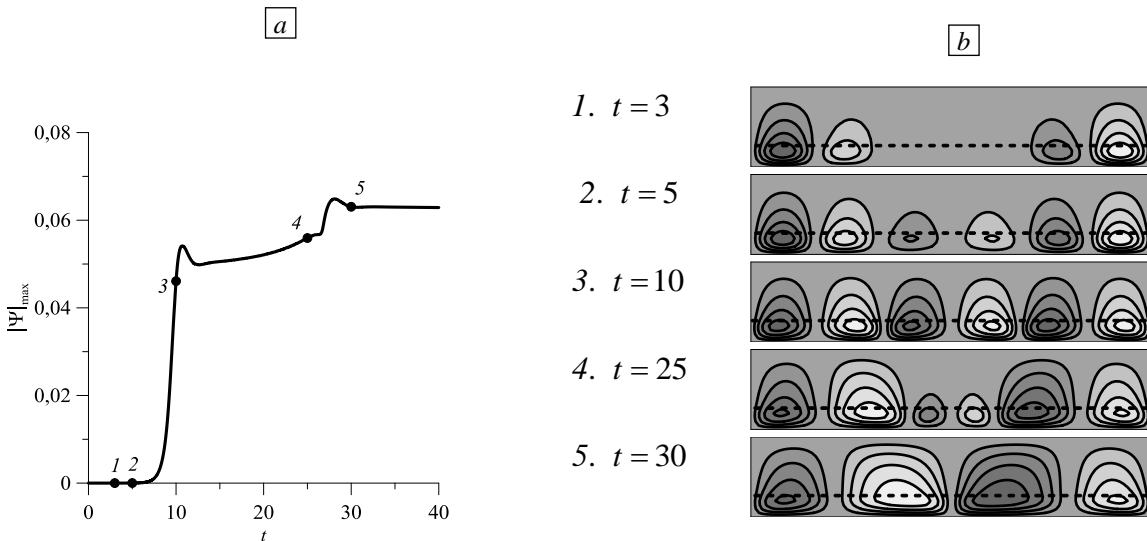 a
b
0,08
0,06
0,04
0,02
0
|Ψ|max
0 10 20 30 40
t
1 2
3
4
5
1. t = 3
2. t = 5
3. t = 10
4. t = 25
5. t = 30